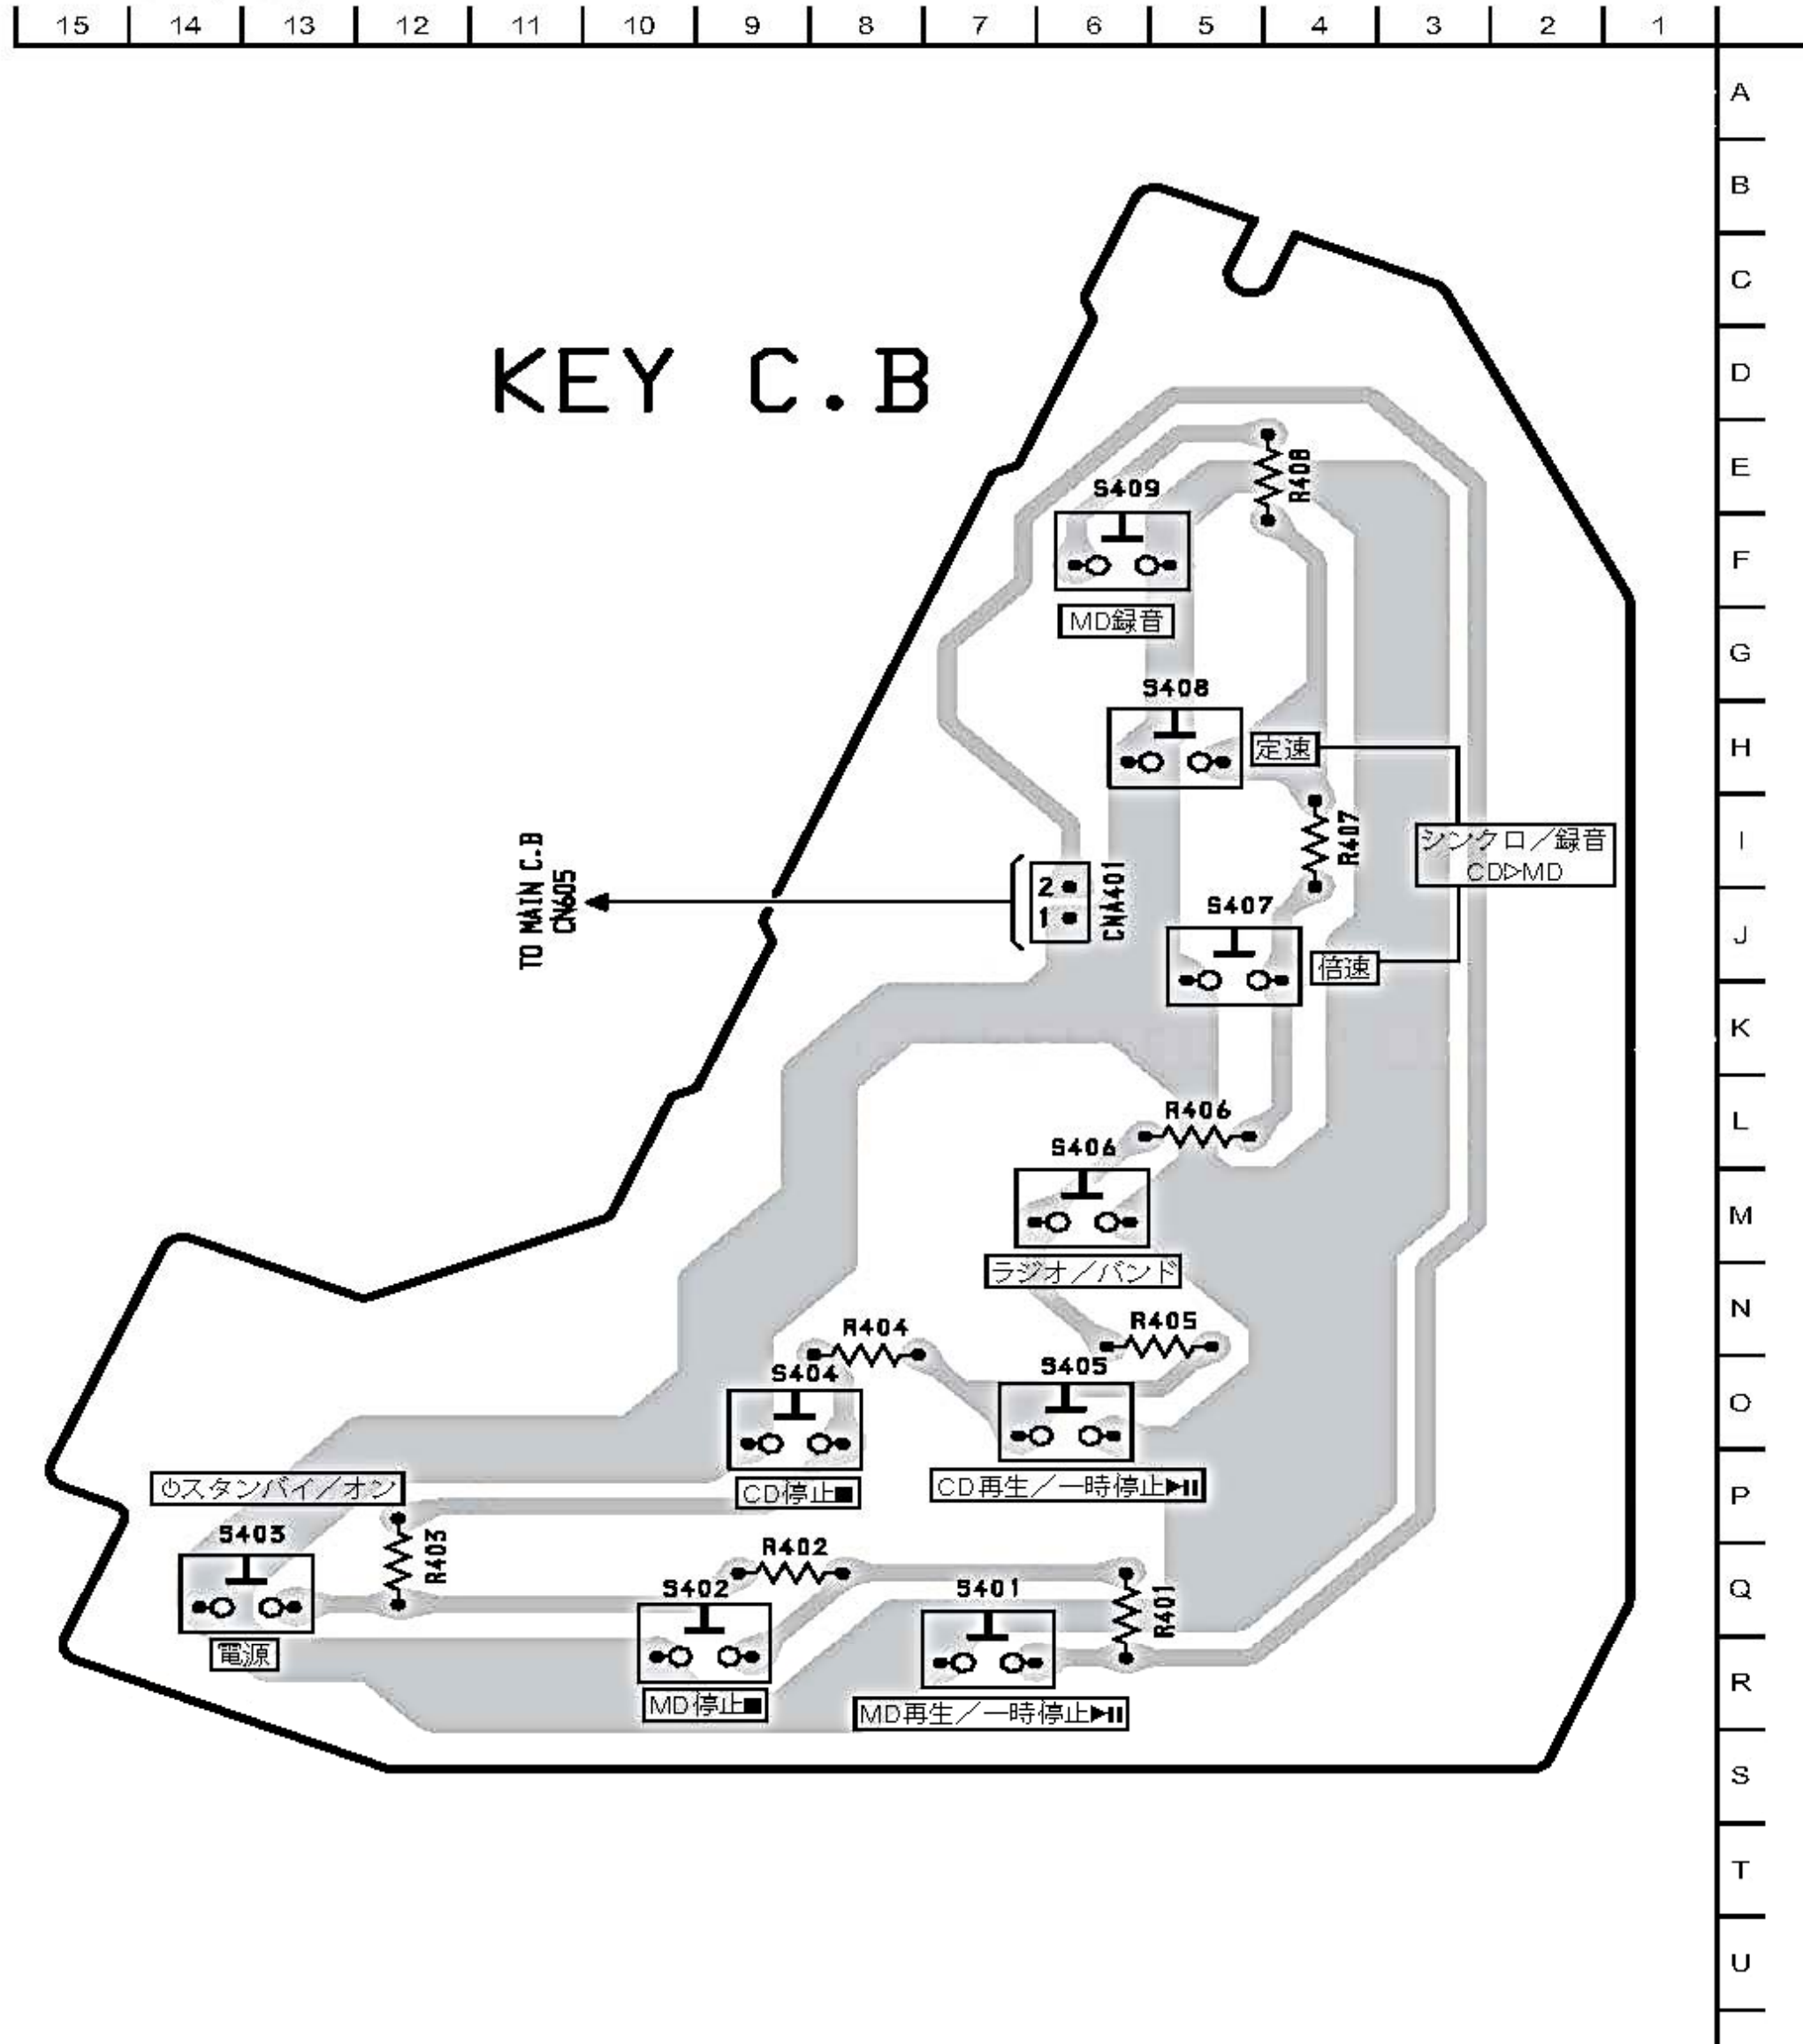 15 14 13 12 11 10 9 8 7 6 5 4 3 2 1
A
B
C
D
KEY C.B
E
R408
S409
F
MD録音
G
S408
H
定速
I
R407
シンクロ/録音
CD▷MD
TO MAIN C.B
CN605
2
1
CNA401
S407
J
倍速
K
L
R406
S406
M
ラジオ/バンド
N
R404
R405
S404
S405
O
⏻スタンバイ/オン
CD停止■
CD再生/一時停止▶II
P
S403
R403
R402
Q
S402
S401
R401
電源
R
MD停止■
MD再生/一時停止▶II
S
T
U